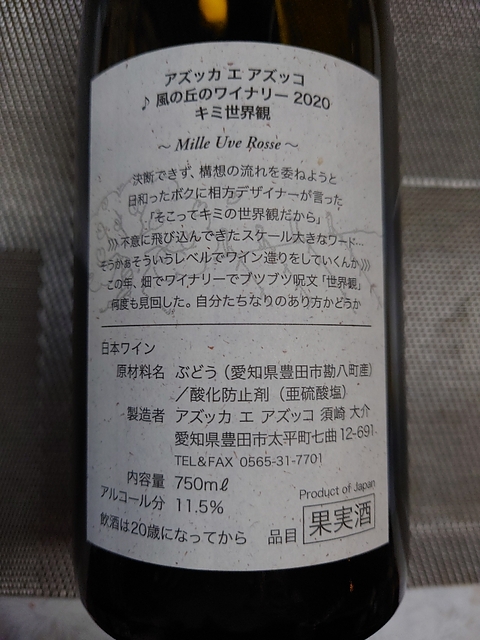 アズッカ エ アズッコ
♪ 風の丘のワイナリー 2020
キミ世界観
～ Mille Uve Rosse ～
決断できず、構想の流れを委ねようと
日和ったボクに相方デザイナーが言った
「そこってキミの世界観だから」
⟫⟩不意に飛び込んできたスケール大きなワード…
そうかぁそういうレベルでワイン造りをしていくんか⟫⟩
この年、畑でワイナリーでブツブツ呪文「世界観」
何度も見回した。自分たちなりのあり方かどうか
日本ワイン
原材料名 ぶどう（愛知県豊田市勘八町産）
／酸化防止剤（亜硫酸塩）
製造者 アズッカ エ アズッコ 須崎 大介
愛知県豊田市太平町七曲12-691
TEL&FAX 0565-31-7701
内容量 750mℓ
アルコール分 11.5%
Product of Japan
飲酒は20歳になってから 品目 果実酒